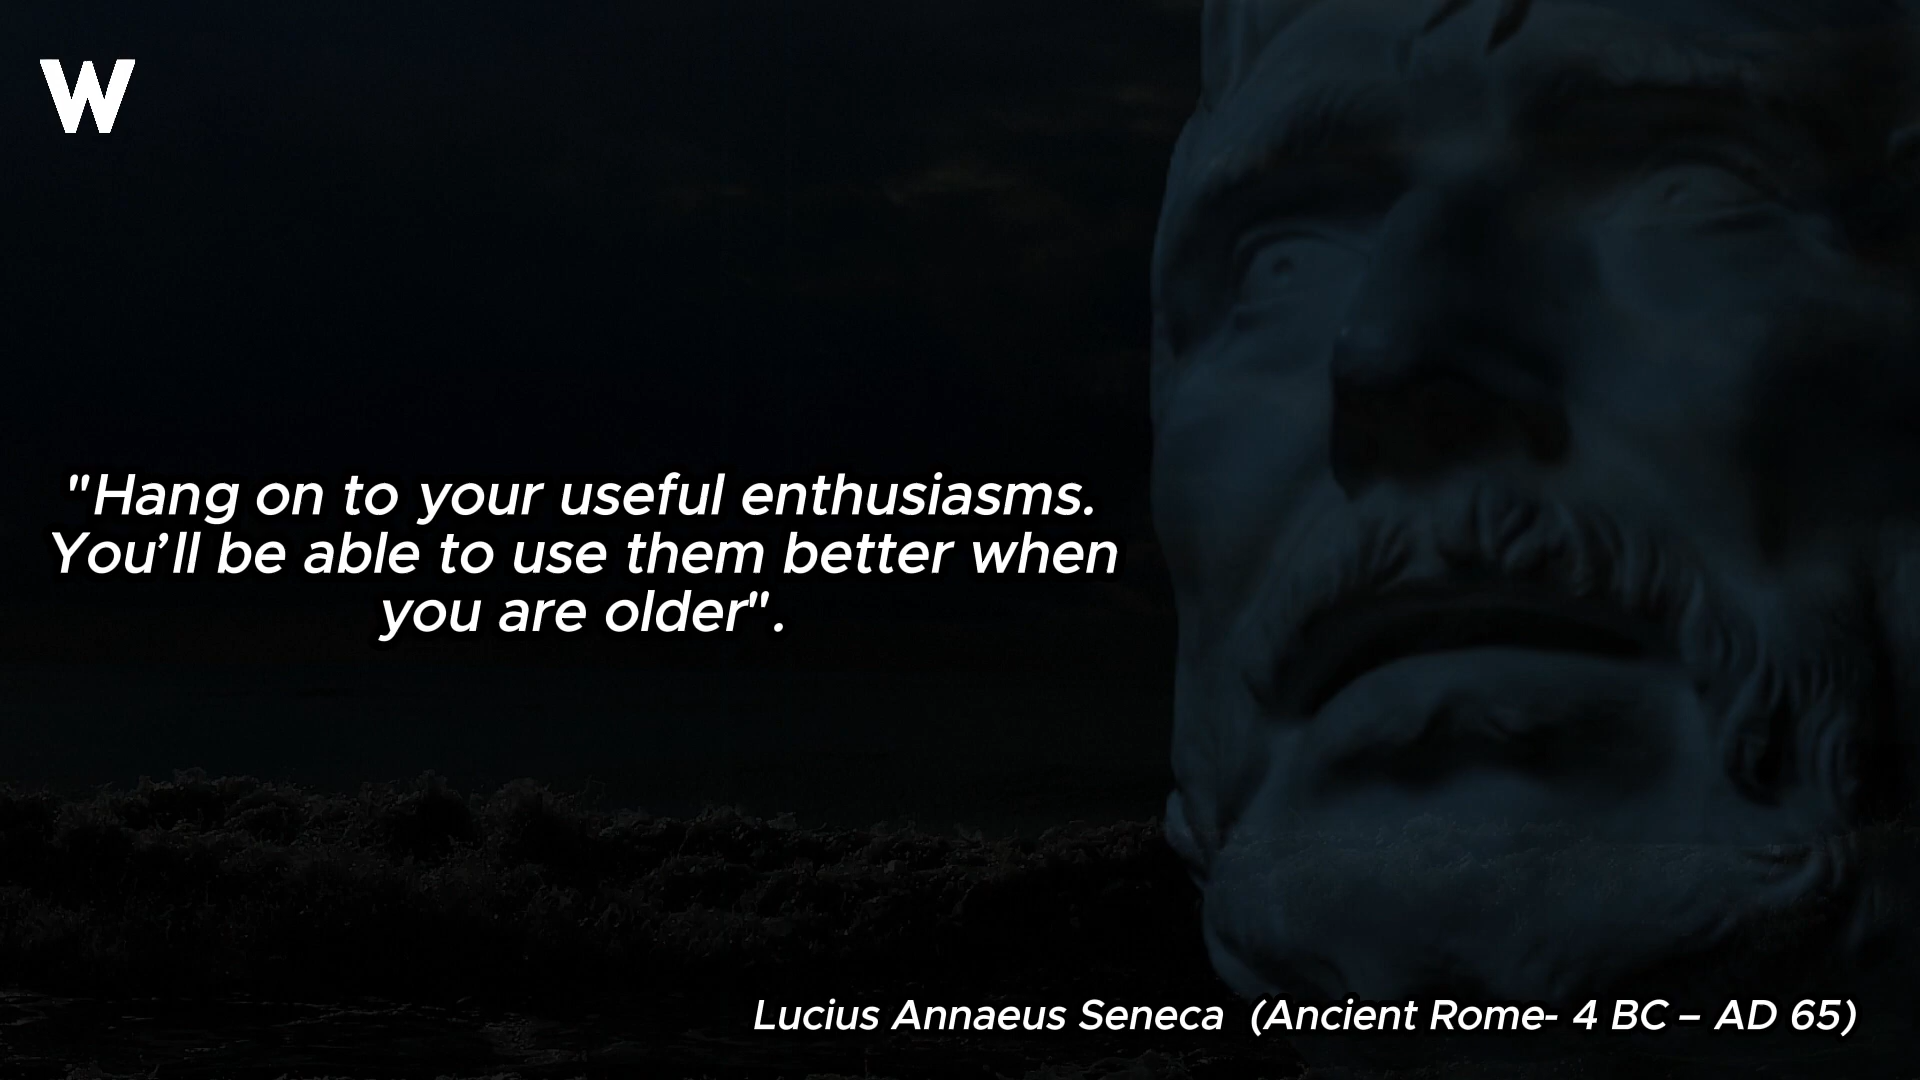 W
"Hang on to your useful enthusiasms.
You’ll be able to use them better when
you are older".
Lucius Annaeus Seneca  (Ancient Rome- 4 BC – AD 65)